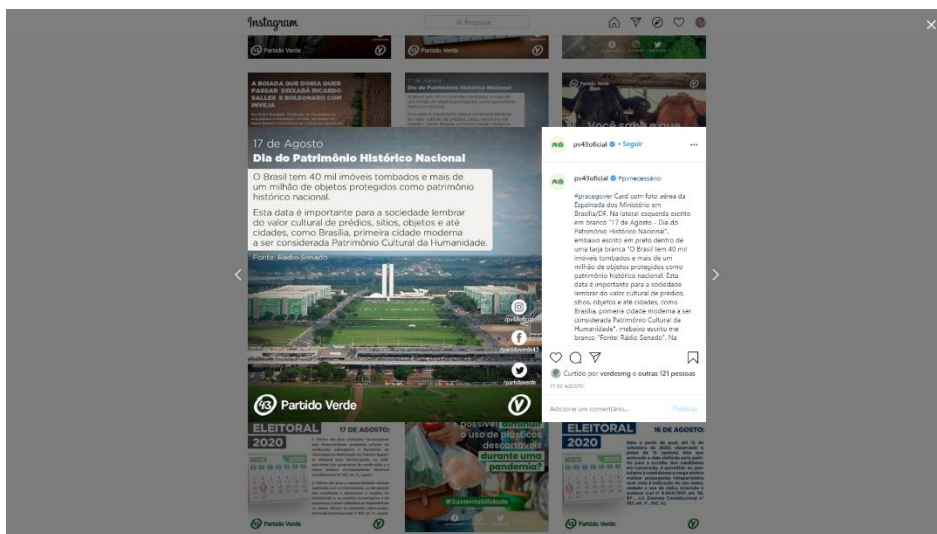 Instagram
Pesquisar
Partido Verde
Partido Verde
A BOIADA QUE DORIA QUER
PASSAR DEIXARÁ RICARDO
SALLES E BOLSONARO COM
INVEJA
17 de Agosto
Dia do Patrimônio Histórico Nacional
Partido Verde
Você sabe o que
17 de Agosto
Dia do Patrimônio Histórico Nacional
O Brasil tem 40 mil imóveis tombados e mais de
um milhão de objetos protegidos como patrimônio
histórico nacional.
Esta data é importante para a sociedade lembrar
do valor cultural de prédios, sítios, objetos e até
cidades, como Brasília, primeira cidade moderna
a ser considerada Patrimônio Cultural da Humanidade.
Fonte: Rádio Senado
/pv43oficial
/partidoverde43
/partidoverde
43 Partido Verde
pv43oficial • Seguir
pv43oficial #pvnecessário
#pracegover Card com foto aérea da
Esplanada dos Ministério em
Brasília/DF. Na lateral esquerda escrito
em branco "17 de Agosto - Dia do
Patrimônio Histórico Nacional",
embaixo escrito em preto dentro de
uma tarja branca "O Brasil tem 40 mil
imóveis tombados e mais de um
milhão de objetos protegidos como
patrimônio histórico nacional. Esta
data é importante para a sociedade
lembrar do valor cultural de prédios,
sítios, objetos e até cidades, como
Brasília, primeira cidade moderna a ser
considerada Patrimônio Cultural da
Humanidade", mebaixo escrito me
branco "Fonte: Rádio Senado". Na
Curtido por verdesmg e outras 121 pessoas
17 DE AGOSTO
Adicione um comentário...
Publicar
ELEITORAL
2020
17 DE AGOSTO:
AGOSTO
Partido Verde
é possível diminuir
o uso de plásticos
descartáveis
durante uma
pandemia?
#Sustentabilidade
ELEITORAL
2020
16 DE AGOSTO:
AGOSTO
Partido Verde